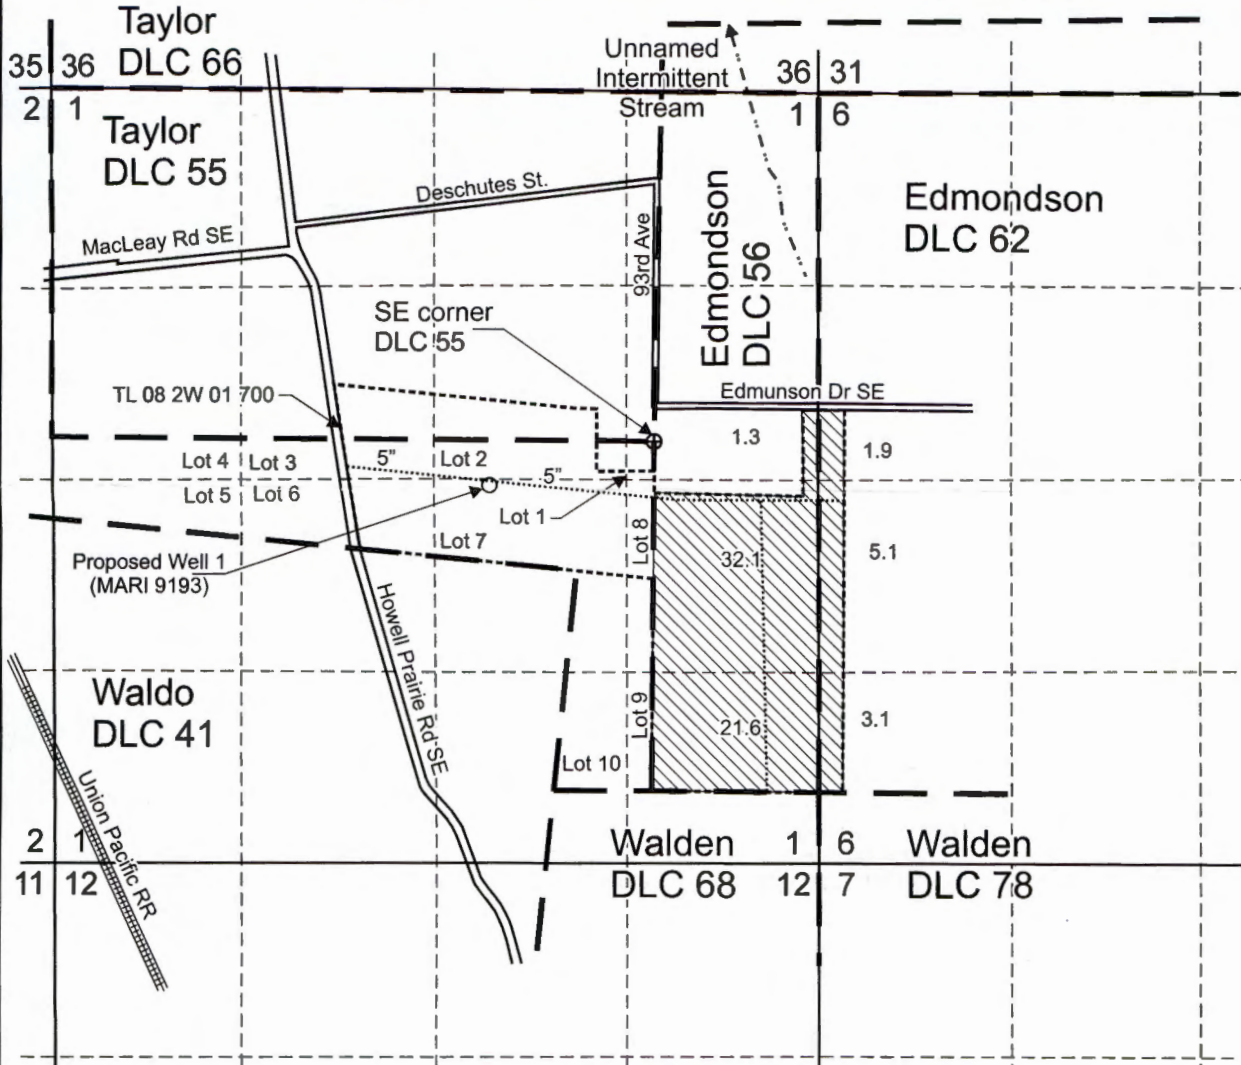 Taylor
DLC 66
Unnamed
Intermittent
Stream
35 36
2 1
36 31
1 6
Taylor
DLC 55
Deschutes St.
MacLeay Rd SE
93rd Ave
Edmondson
DLC 56
Edmondson
DLC 62
SE corner
DLC 55
TL 08 2W 01 700
Edmunson Dr SE
1.3
1.9
Lot 4 Lot 3
5"
Lot 2
5"
Lot 5 Lot 6
Lot 1
Lot 7
Lot 8
32.1
5.1
Proposed Well 1
(MARI 9193)
Howell Prairie Rd SE
Waldo
DLC 41
Lot 9
21.6
3.1
Lot 10
Union Pacific RR
2 1
11 12
Walden
DLC 68
1 6
12 7
Walden
DLC 78